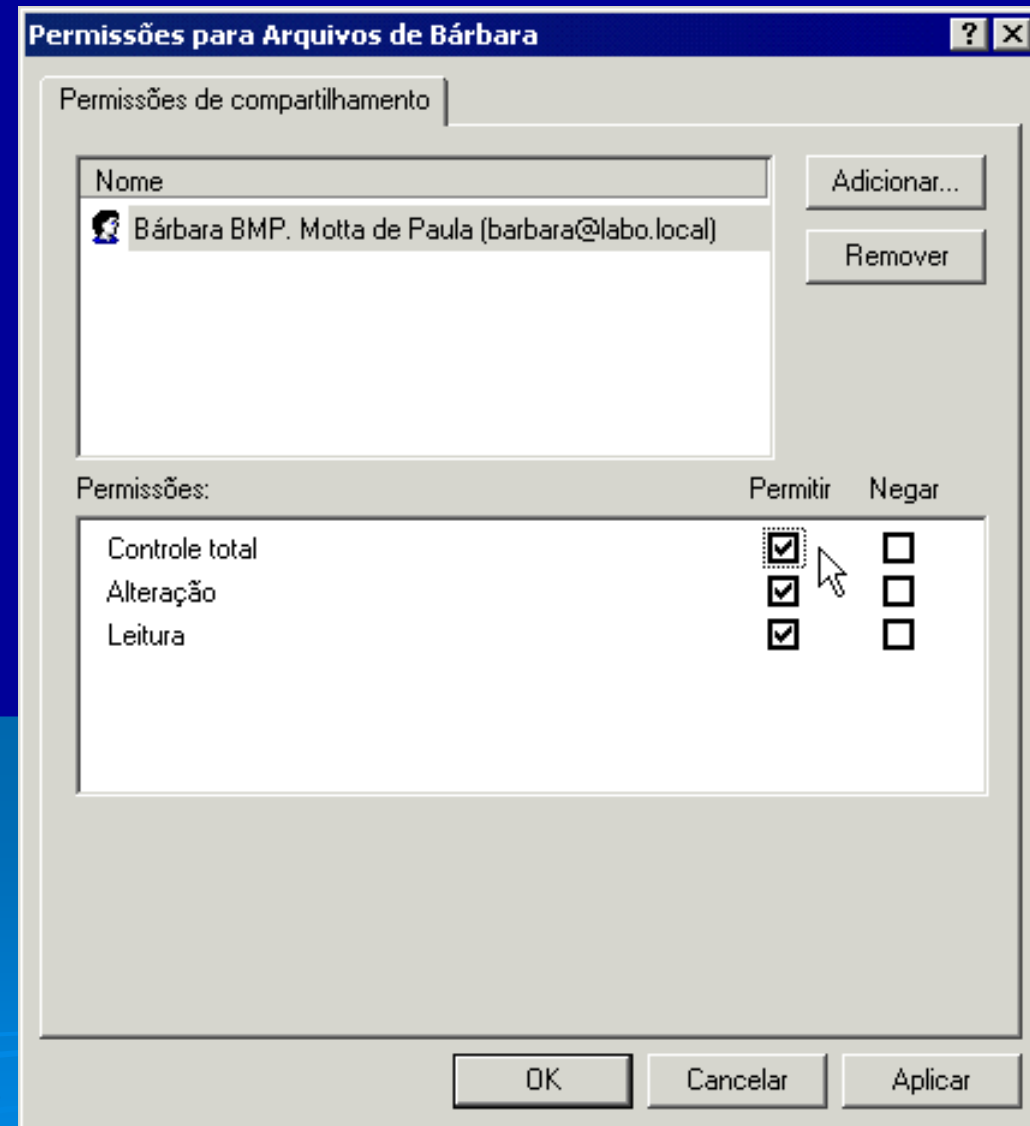 Permissões para Arquivos de Bárbara
Permissões de compartilhamento
Nome
Adicionar...
Bárbara BMP. Motta de Paula (barbara@labo.local)
Remover
Permissões: Permitir Negar
Controle total
Alteração
Leitura
OK Cancelar Aplicar